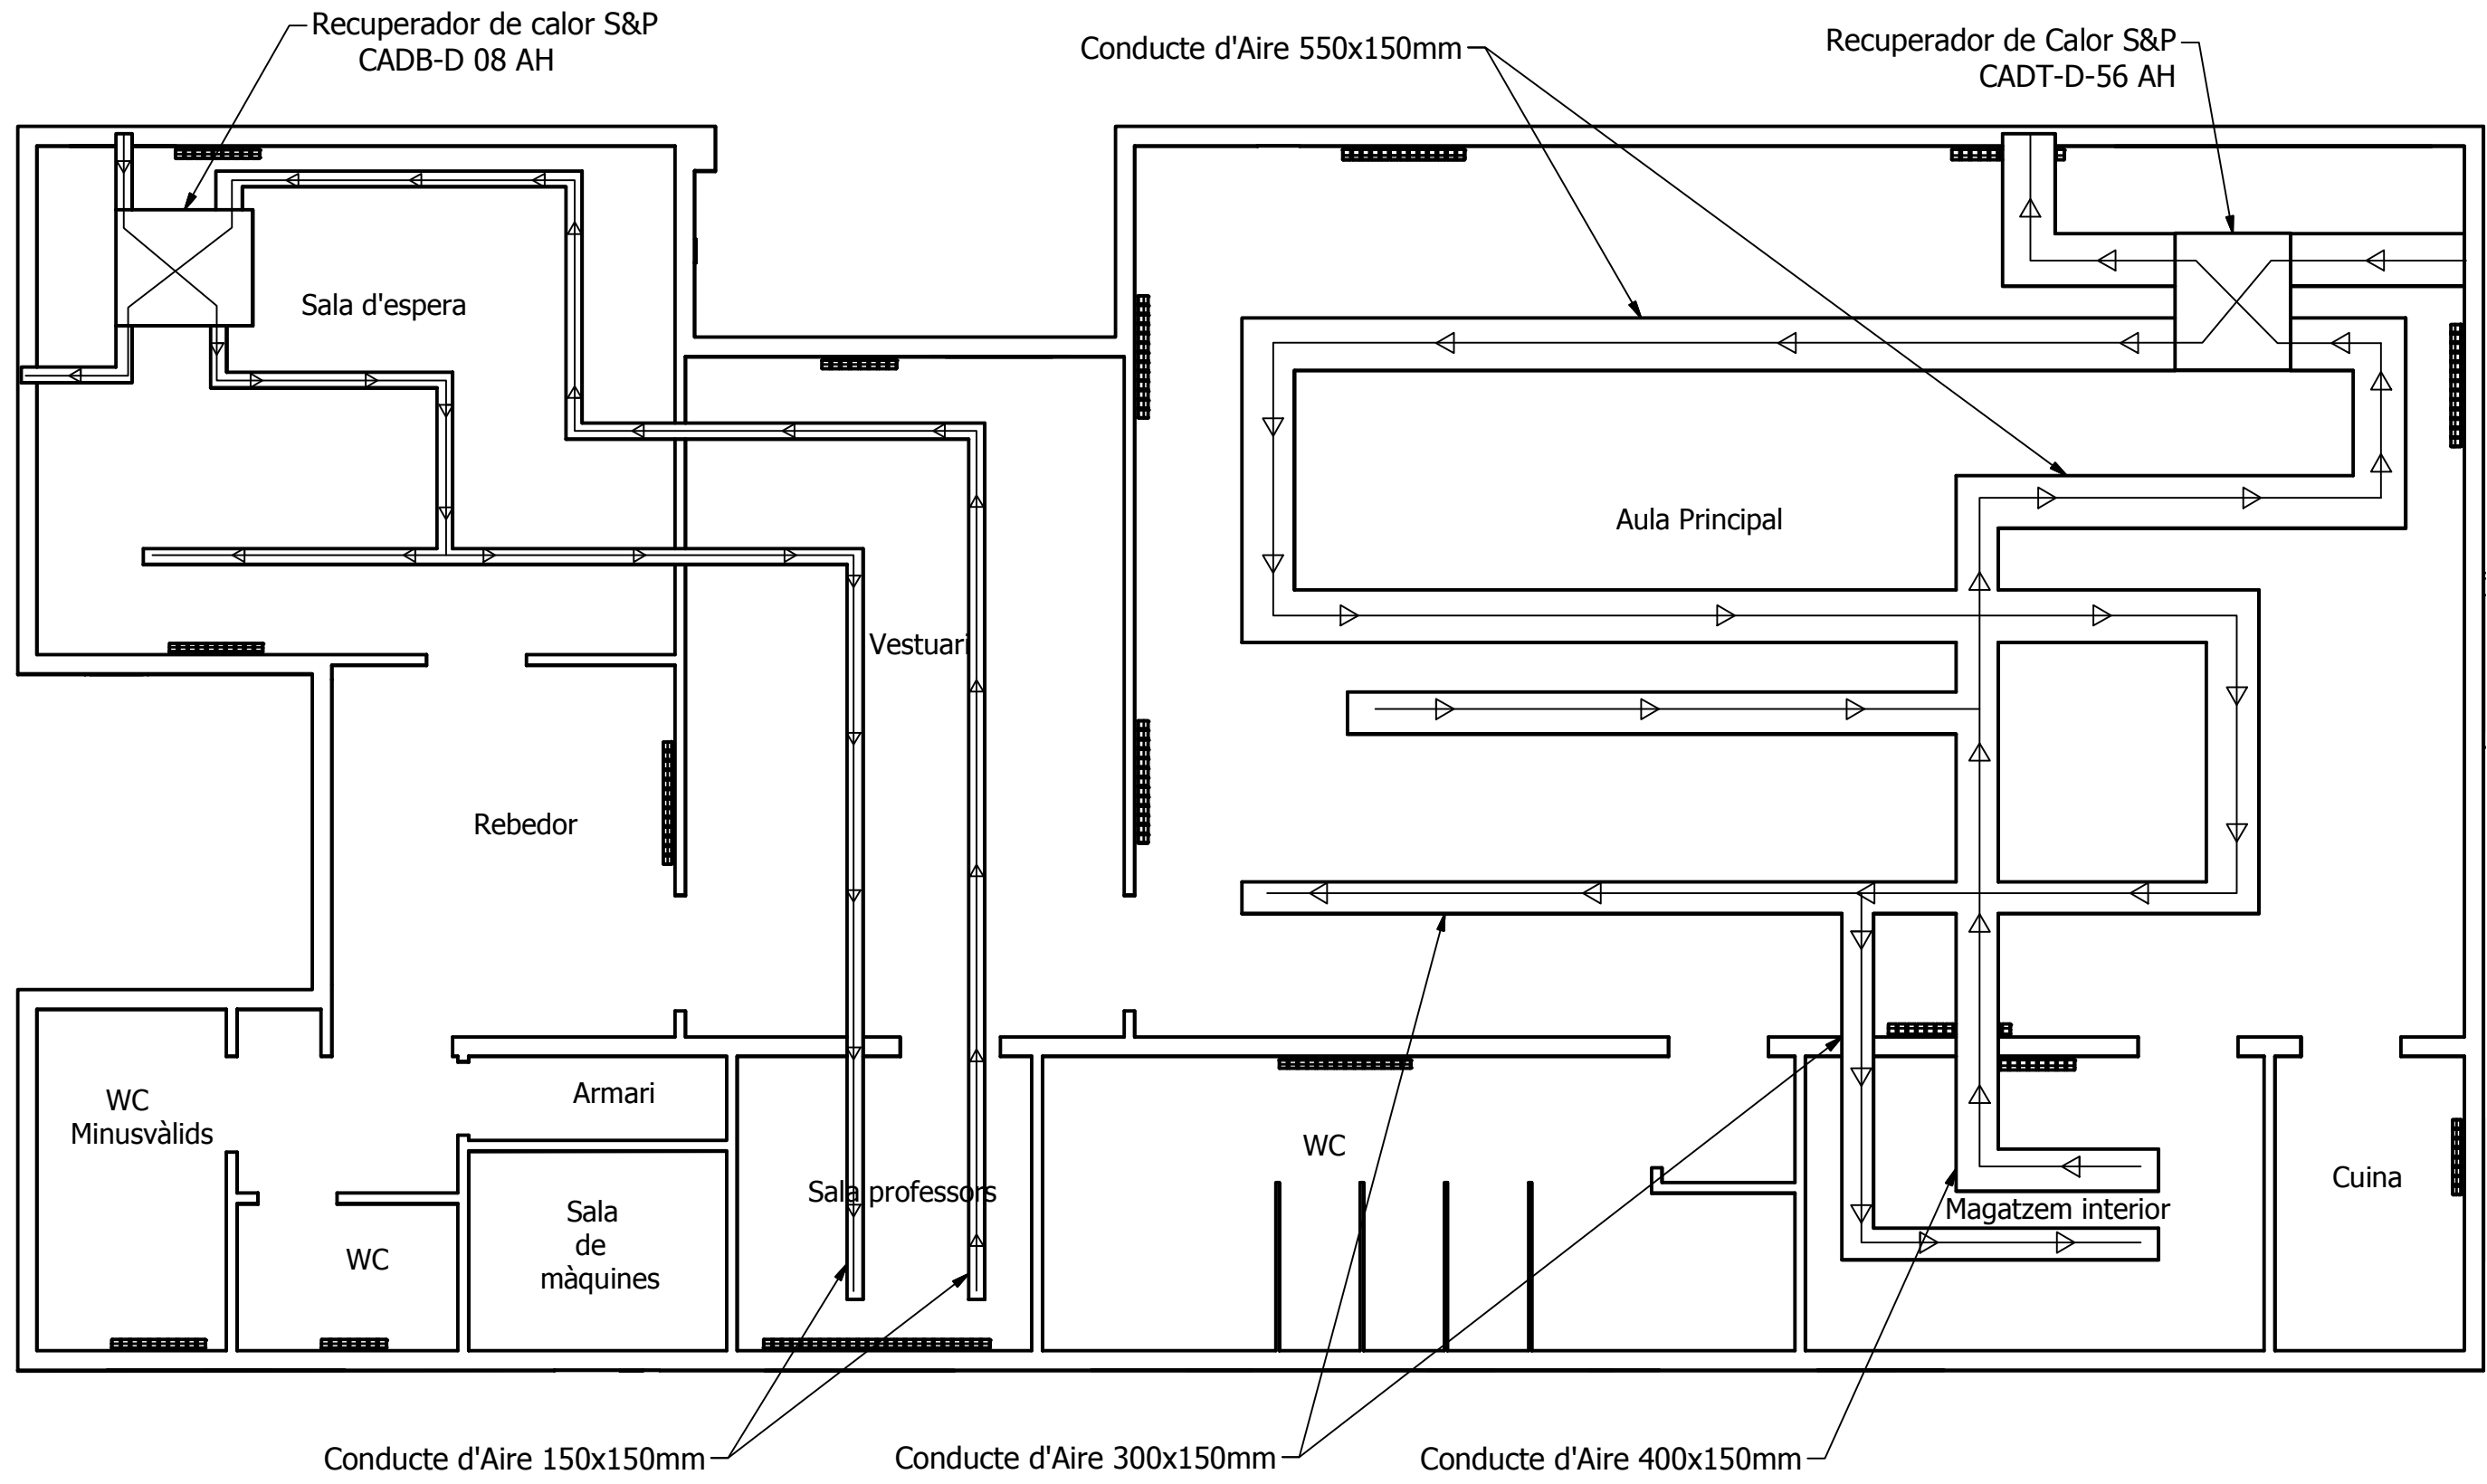 Recuperador de calor S&P
CADB-D 08 AH
Conducte d'Aire 550x150mm
Recuperador de Calor S&P
CADT-D-56 AH
Sala d'espera
Aula Principal
Vestuari
Rebedor
WC
Minusvàlids
Armari
WC
Sala professors
Cuina
Magatzem interior
Sala
de
màquines
WC
Conducte d'Aire 150x150mm
Conducte d'Aire 300x150mm
Conducte d'Aire 400x150mm